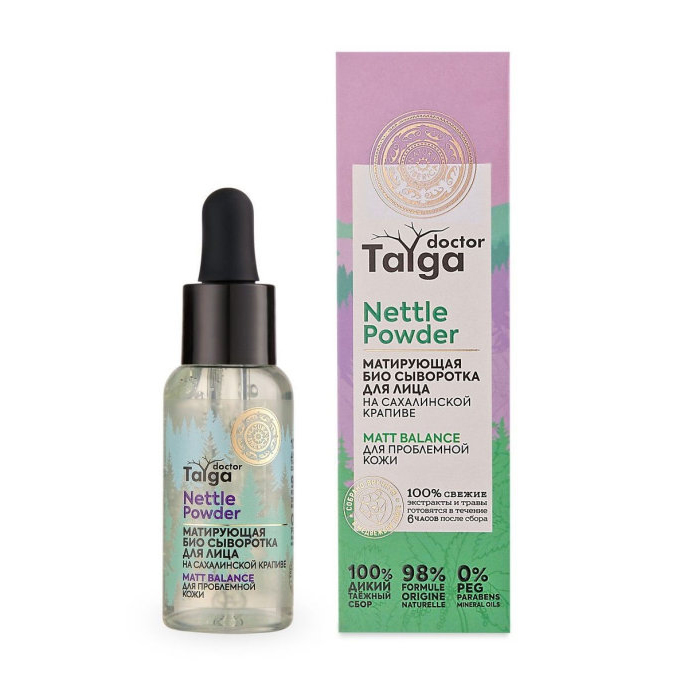 doctor
Taiga
Nettle
Powder
МАТИРУЮЩАЯ
БИО СЫВОРОТКА
ДЛЯ ЛИЦА
НА САХАЛИНСКОЙ КРАПИВЕ
MATT BALANCE
ДЛЯ ПРОБЛЕМНОЙ
КОЖИ
doctor
Taiga
Nettle
Powder
МАТИРУЮЩАЯ
БИО СЫВОРОТКА
ДЛЯ ЛИЦА
НА САХАЛИНСКОЙ
КРАПИВЕ
MATT BALANCE
ДЛЯ ПРОБЛЕМНОЙ
КОЖИ
100% СВЕЖИЕ
экстракты и травы
готовятся в течение
6 ЧАСОВ после сбора
100%
ДИКИЙ
ТАЁЖНЫЙ
СБОР
98%
FORMULE
ORIGINE
NATURELLE
0%
PEG
PARABENS
MINERAL OILS